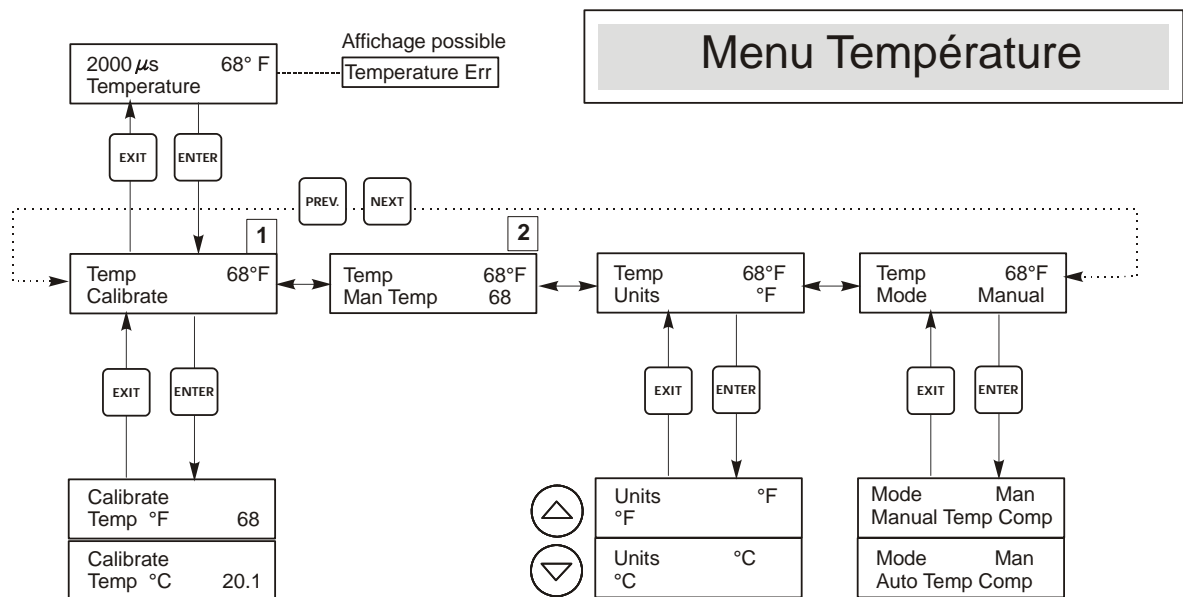 Menu Température
Affichage possible
2000 µs 68° F
Temperature
Temperature Err
EXIT ENTER
PREV. NEXT
1 2
Temp 68°F
Calibrate
Temp 68°F
Man Temp 68
Temp 68°F
Units °F
Temp 68°F
Mode Manual
EXIT ENTER
EXIT ENTER
EXIT ENTER
Calibrate
Temp °F 68
Calibrate
Temp °C 20.1
Units °F
°F
Units °C
°C
Mode Man
Manual Temp Comp
Mode Man
Auto Temp Comp